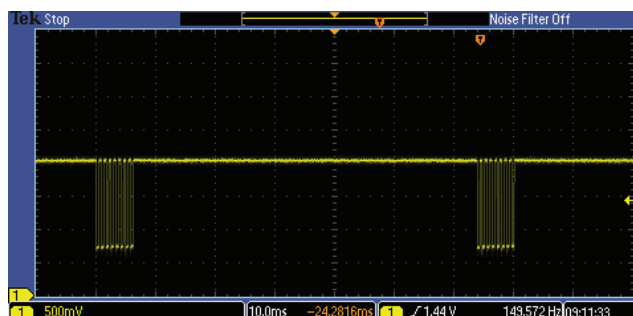 Tek Stop Noise Filter Off
T
T
1
1 500mV 10.0ms -24.2816ms 1 / 1.44 V 149.572 Hz 09:11:33